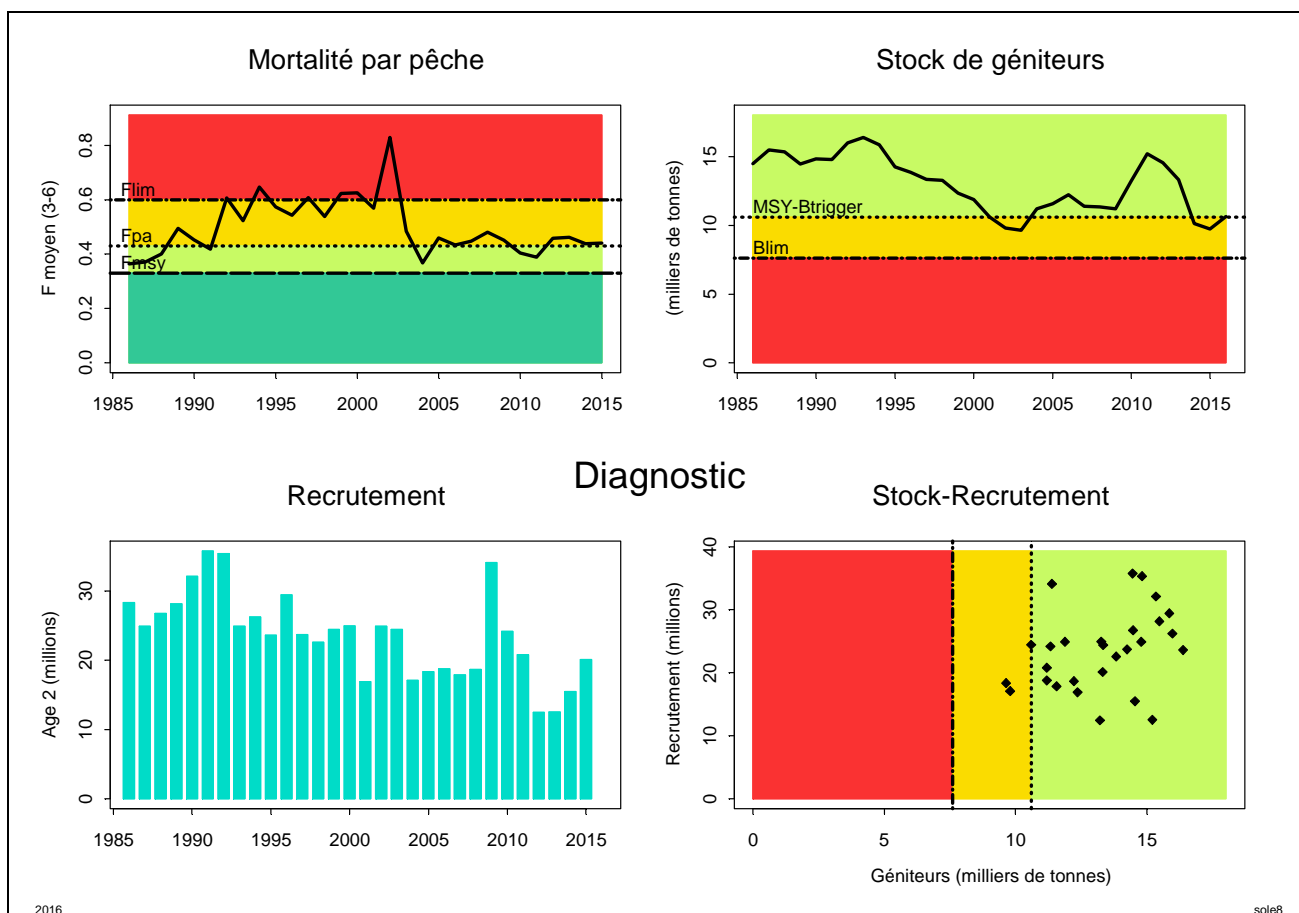 Mortalité par pêche
F moyen (3-6)
0.0 0.2 0.4 0.6 0.8
Flim
Fpa
Fmsy
1985 1990 1995 2000 2005 2010 2015
Stock de géniteurs
(milliers de tonnes)
0 5 10 15
MSY-Btrigger
Blim
1985 1990 1995 2000 2005 2010 2015
Diagnostic
Recrutement
Age 2 (millions)
0 10 20 30
1985 1990 1995 2000 2005 2010 2015
Stock-Recrutement
Recrutement (millions)
0 10 20 30 40
0 5 10 15
Géniteurs (milliers de tonnes)
2016
sole8